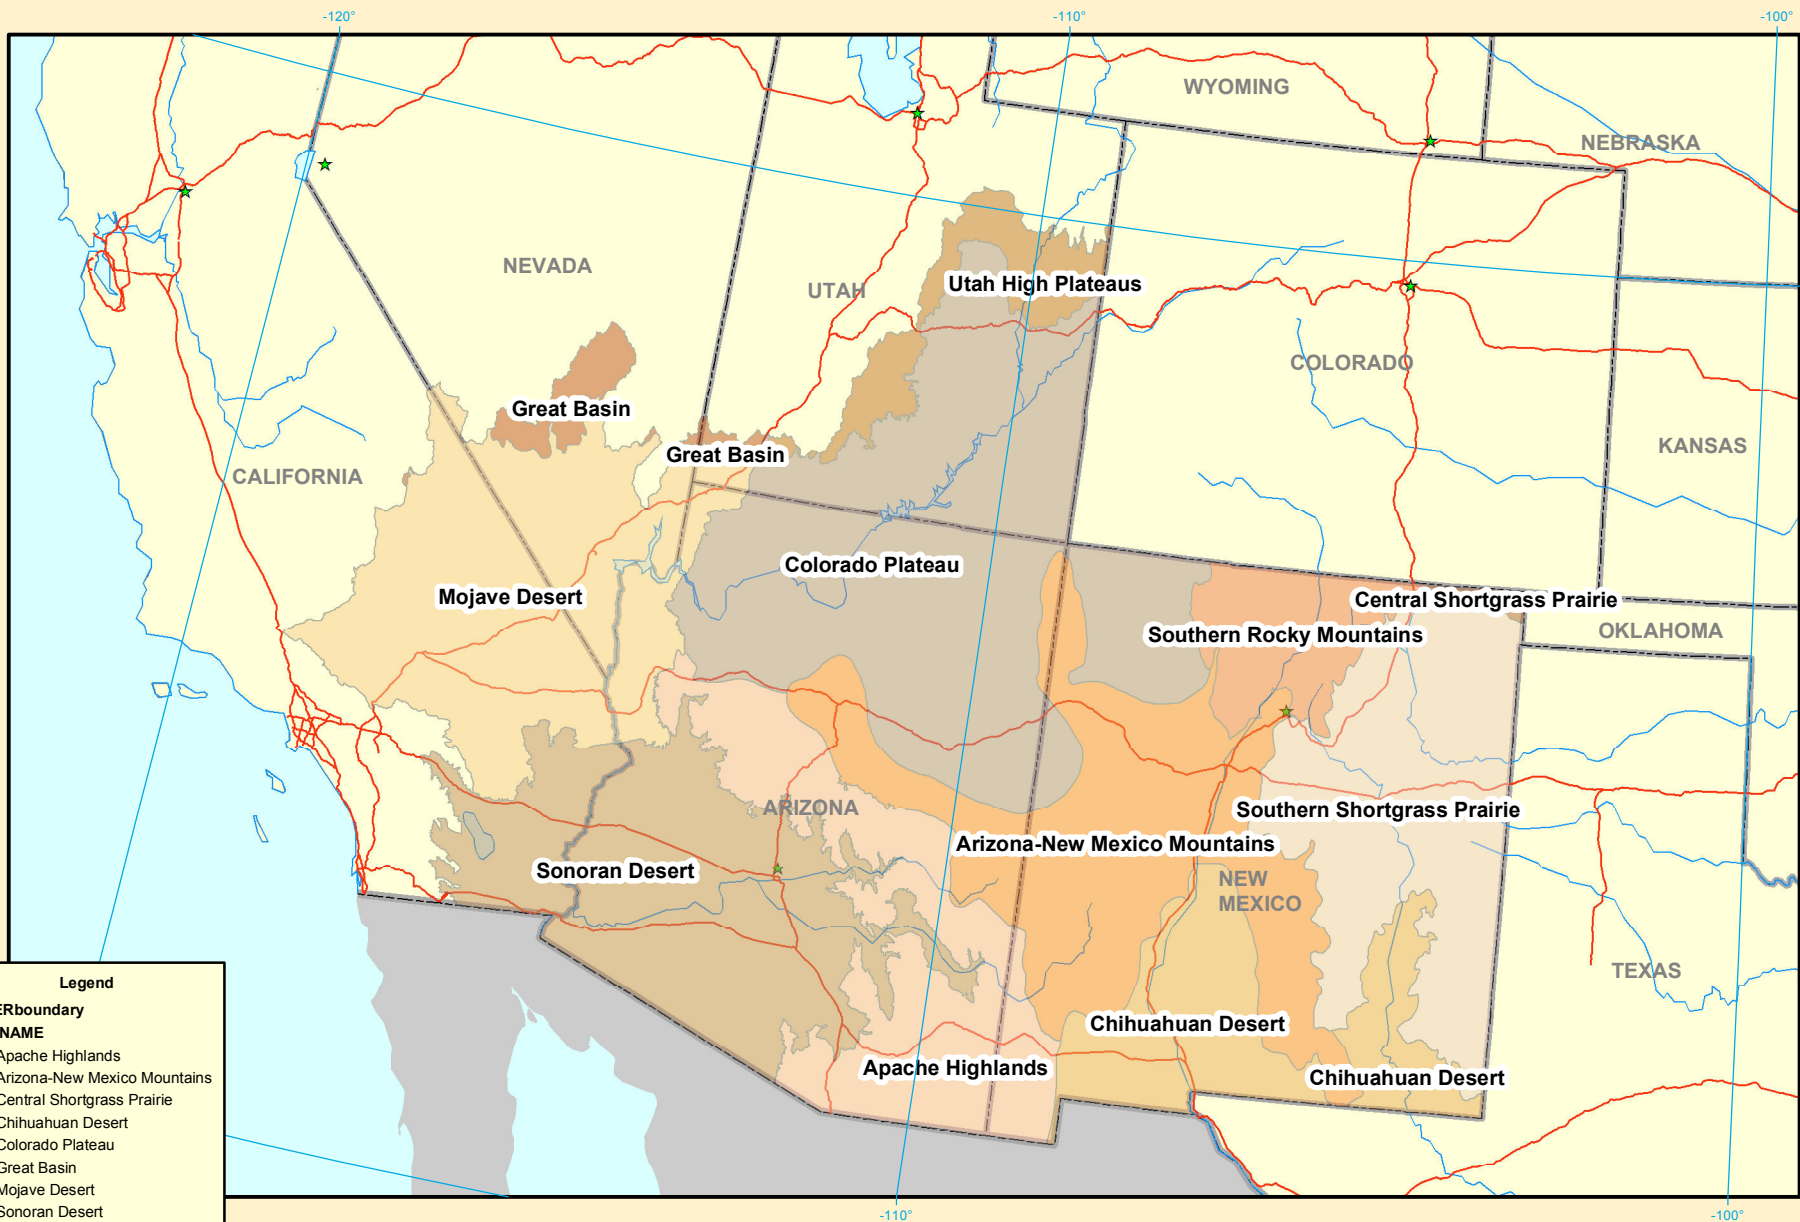 -120°
-110°
-100°
WYOMING
NEBRASKA
NEVADA
UTAH
Utah High Plateaus
COLORADO
Great Basin
KANSAS
Great Basin
CALIFORNIA
Colorado Plateau
Mojave Desert
Central Shortgrass Prairie
OKLAHOMA
Southern Rocky Mountains
ARIZONA
Southern Shortgrass Prairie
Arizona-New Mexico Mountains
Sonoran Desert
NEW
MEXICO
TEXAS
Chihuahuan Desert
Apache Highlands
Chihuahuan Desert
Legend
ERboundary
NAME
Apache Highlands
Arizona-New Mexico Mountains
Central Shortgrass Prairie
Chihuahuan Desert
Colorado Plateau
Great Basin
Mojave Desert
Sonoran Desert
-110°
-100°